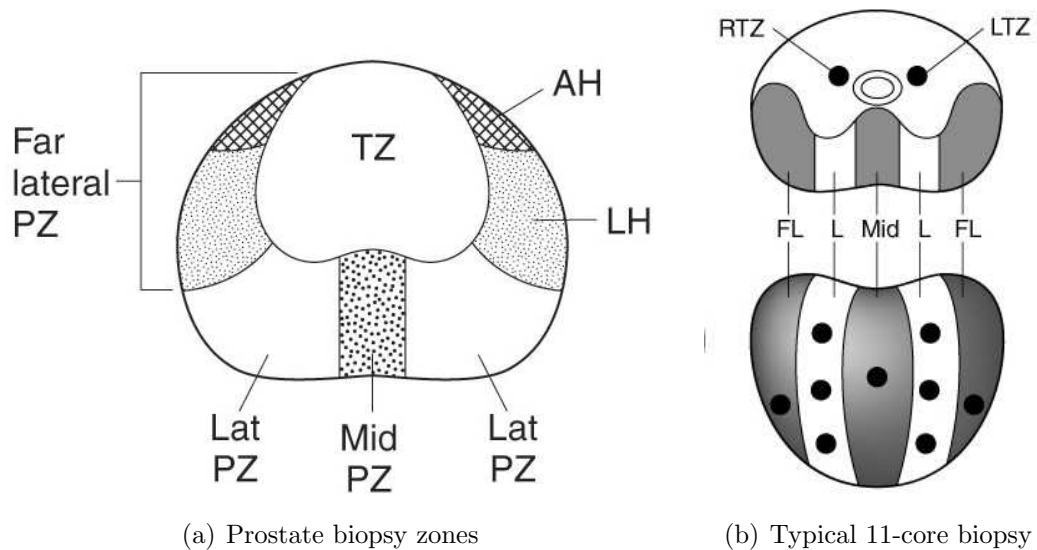 AH
TZ
Far
lateral
PZ
LH
Lat
PZ
Mid
PZ
Lat
PZ
(a) Prostate biopsy zones
RTZ
LTZ
FL
L
Mid
L
FL
(b) Typical 11-core biopsy